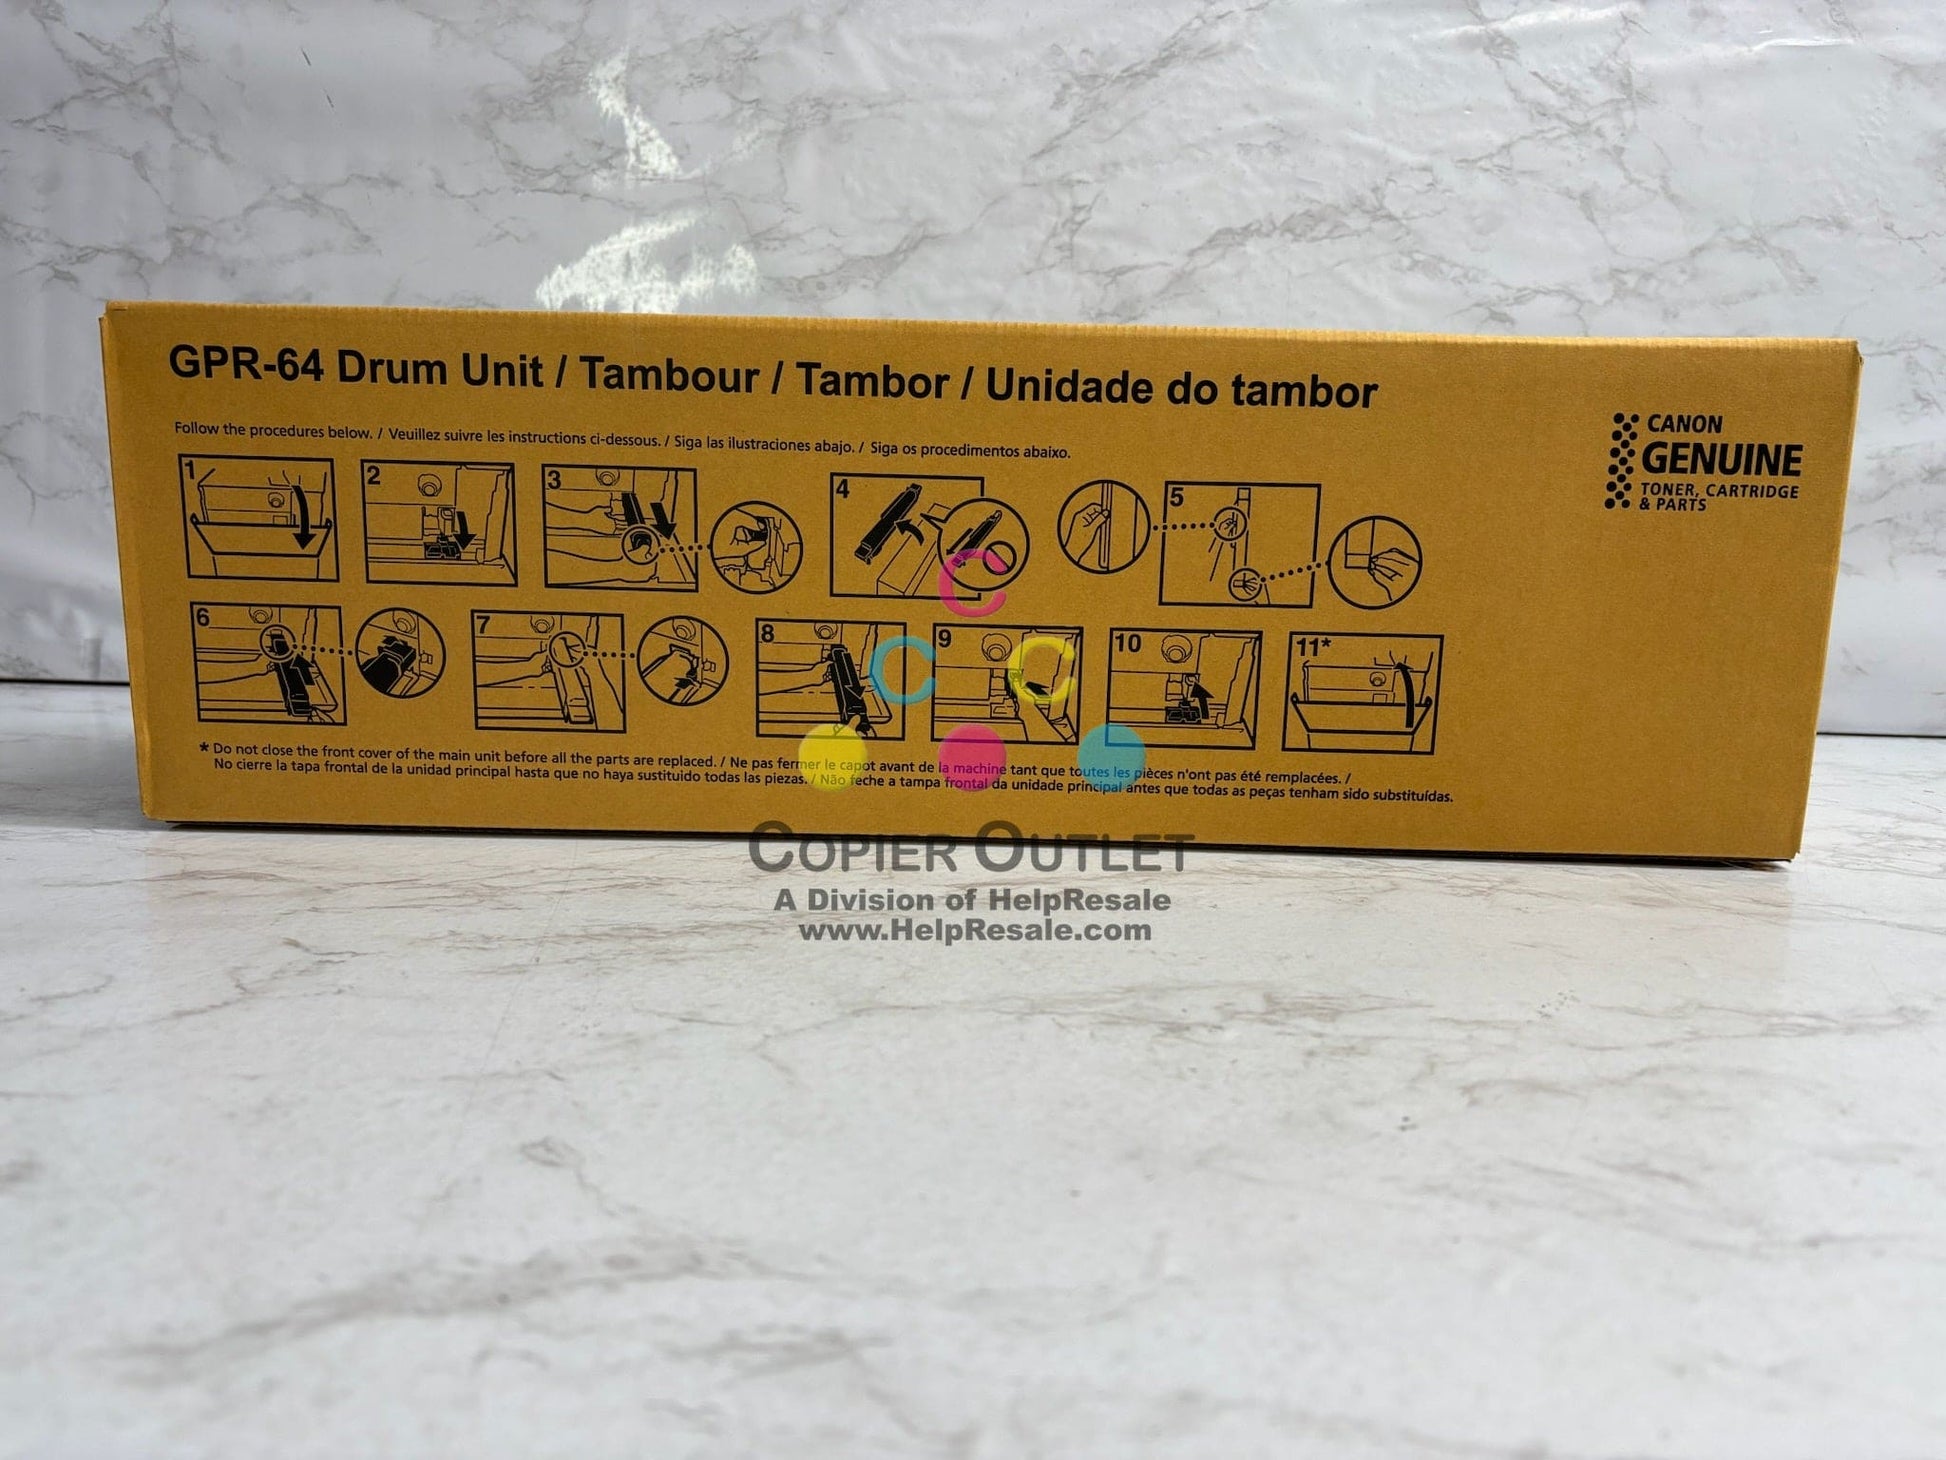 GPR-64 Drum Unit / Tambour / Tambor / Unidade do tambor
Follow the procedures below. / Veuillez suivre les instructions ci-dessous. / Siga las ilustraciones abajo. / Siga os procedimentos abaixo.
CANON
GENUINE
TONER, CARTRIDGE
& PARTS
1
2
3
4
5
6
7
8
9
10
11*
* Do not close the front cover of the main unit before all the parts are replaced. / Ne pas fermer le capot avant de la machine tant que toutes les pièces n'ont pas été remplacées. /
No cierre la tapa frontal de la unidad principal hasta que no haya sustituido todas las piezas. / Não feche a tampa frontal da unidade principal antes que todas as peças tenham sido substituídas.
C
C C
COPIER OUTLET
A Division of HelpResale
www.HelpResale.com